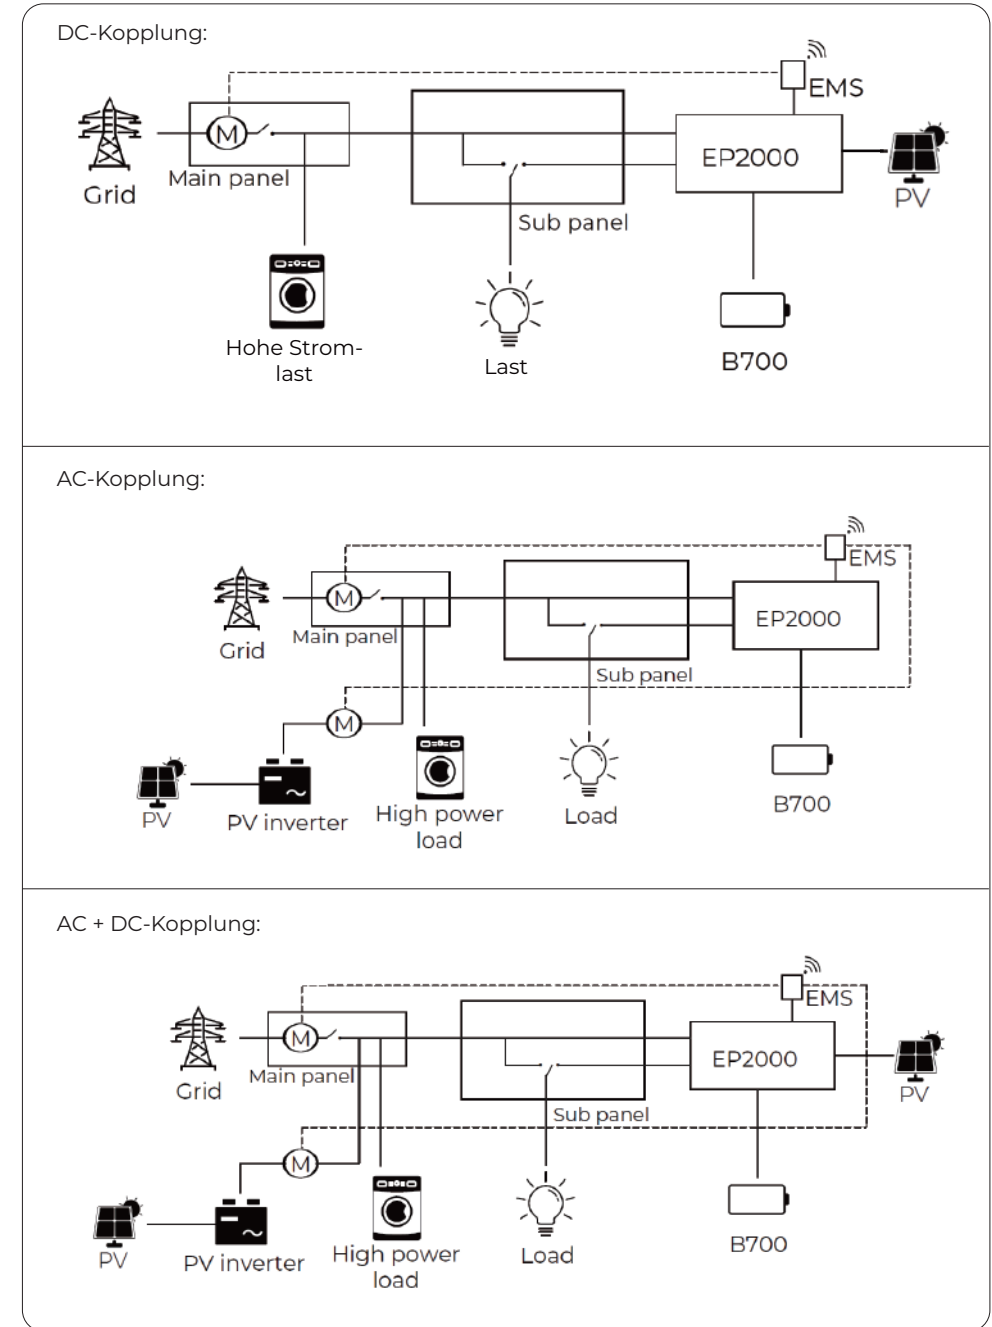 DC-Kopplung:
EMS
M
EP2000
Main panel
Grid
PV
Sub panel
Hohe Strom-
last
Last
B700
AC-Kopplung:
EMS
M
EP2000
Main panel
Grid
Sub panel
M
PV
PV inverter
High power
load
Load
B700
AC + DC-Kopplung:
EMS
M
EP2000
Main panel
Grid
PV
Sub panel
M
PV
PV inverter
High power
load
Load
B700